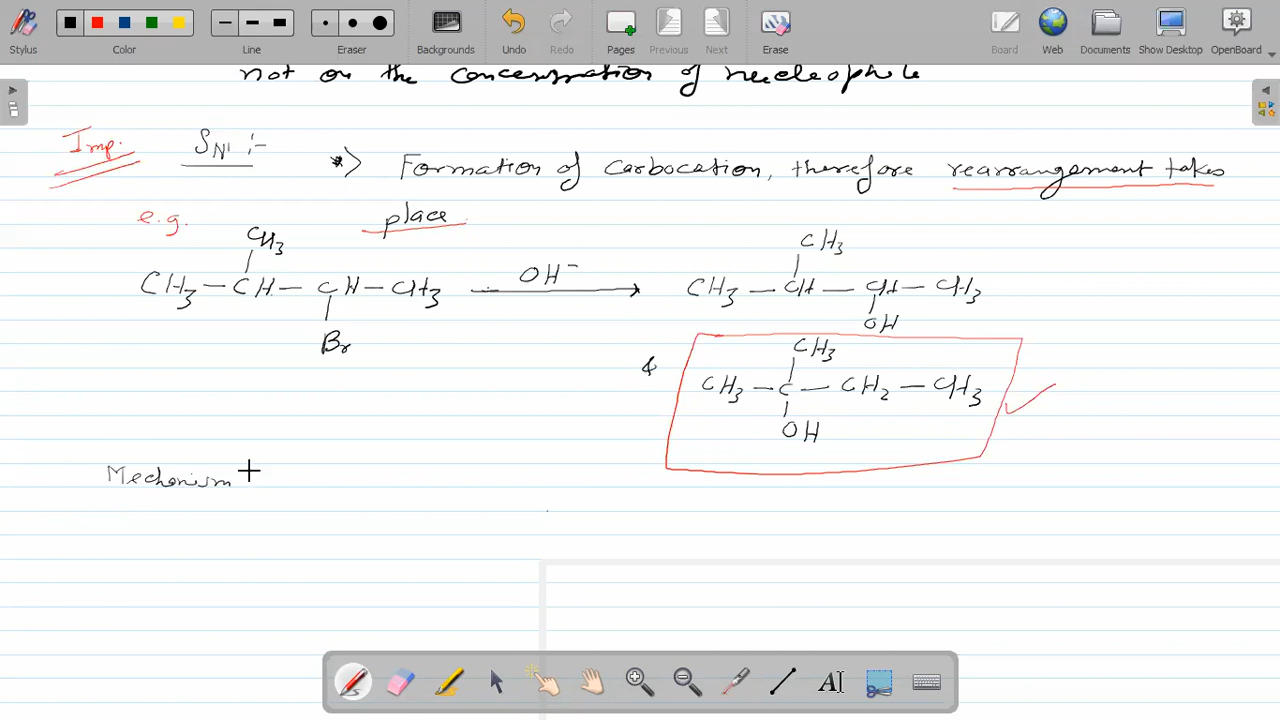 Stylus Color Line Eraser Backgrounds Undo Redo Pages Previous Next Erase Board Web Documents Show Desktop OpenBoard
not on the concentration of nucleophile
Imp. SN1 :- * > Formation of carbocation, therefore rearrangement takes
e.g. place
CH3
CH3 — CH — CH — CH3
Br
OH⁻
CH3
CH3 — CH — CH — CH3
OH
&
CH3
CH3 — C — CH2 — CH3
OH
Mechanism